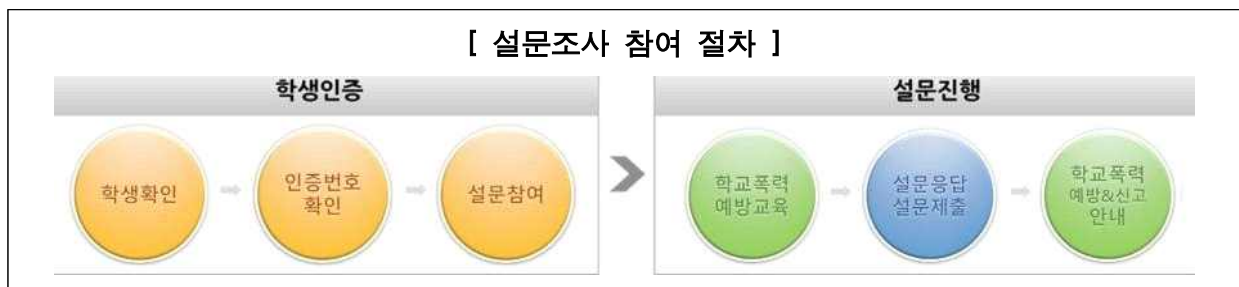 [ 설문조사 참여 절차 ]
학생인증
학생확인
인증번호
확인
설문참여
설문진행
학교폭력
예방교육
설문응답
설문제출
학교폭력
예방&신고
안내